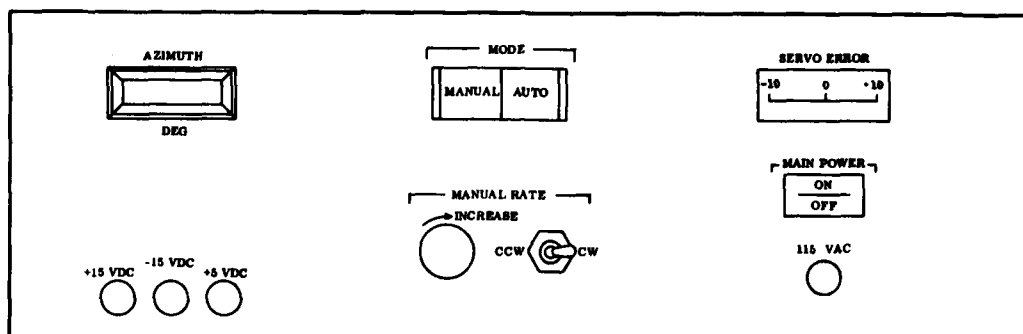 AZIMUTH
DEG
MODE
MANUAL AUTO
SERVO ERROR
-10 0 +10
MAIN POWER
ON
OFF
MANUAL RATE
INCREASE
CCW CW
115 VAC
+15 VDC -15 VDC +5 VDC